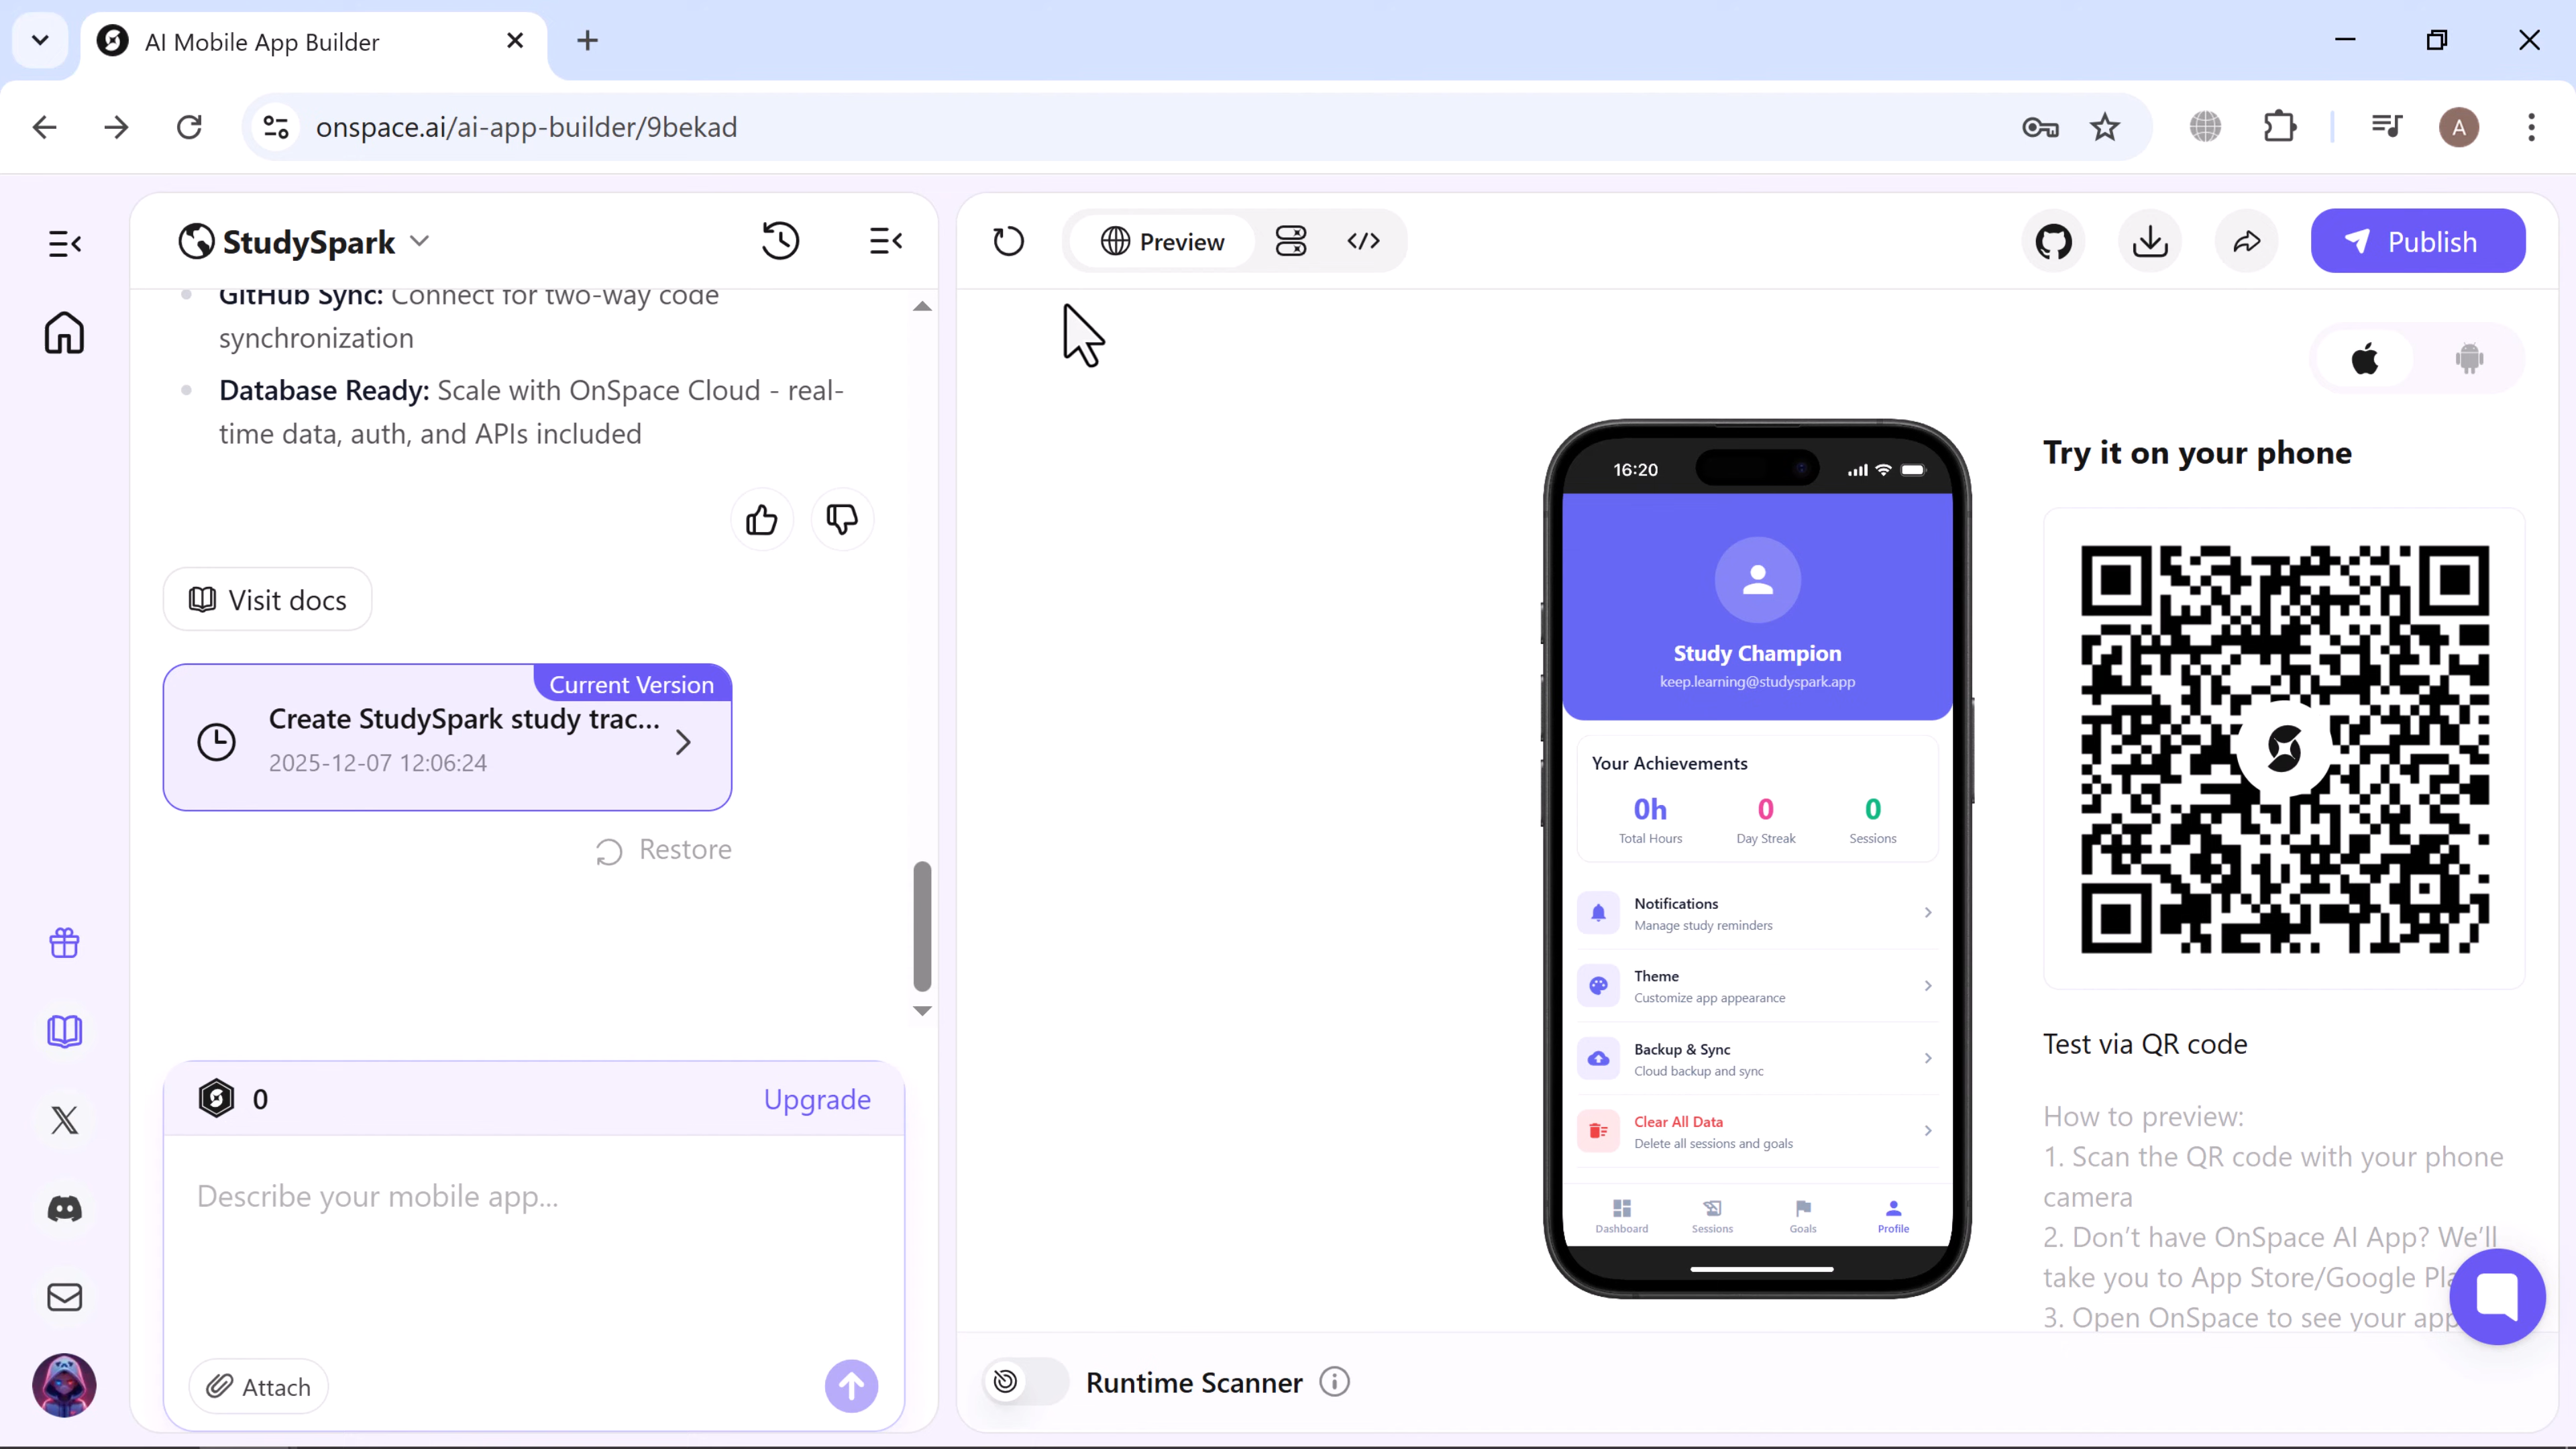 AI Mobile App Builder
onspace.ai/ai-app-builder/9bekad
A
StudySpark
GitHub Sync: Connect for two-way code
synchronization
Database Ready: Scale with OnSpace Cloud - real-
time data, auth, and APIs included
Visit docs
Current Version
Create StudySpark study trac...
2025-12-07 12:06:24
Restore
0
Upgrade
Describe your mobile app...
Attach
Preview
Publish
16:20
Study Champion
keep.learning@studyspark.app
Your Achievements
0h
0
0
Total Hours
Day Streak
Sessions
Notifications
Manage study reminders
Theme
Customize app appearance
Backup & Sync
Cloud backup and sync
Clear All Data
Delete all sessions and goals
Dashboard
Sessions
Goals
Profile
Try it on your phone
Test via QR code
How to preview:
1. Scan the QR code with your phone
camera
2. Don't have OnSpace AI App? We'll
take you to App Store/Google Pla
3. Open OnSpace to see your app
Runtime Scanner